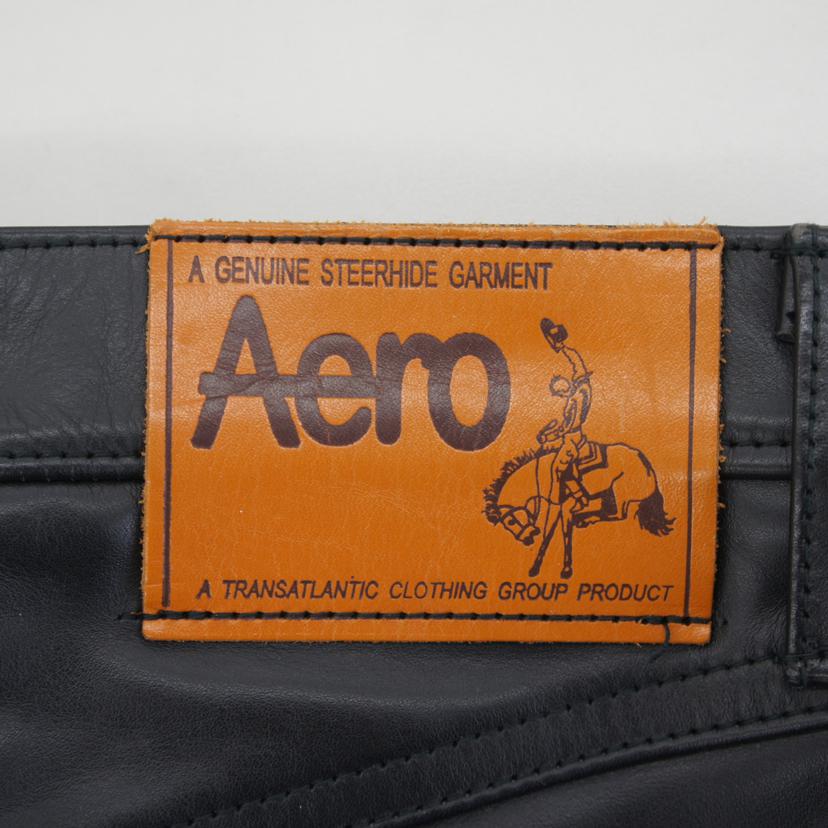 A GENUINE STEERHIDE GARMENT
Aero
A TRANSATLANTIC CLOTHING GROUP PRODUCT